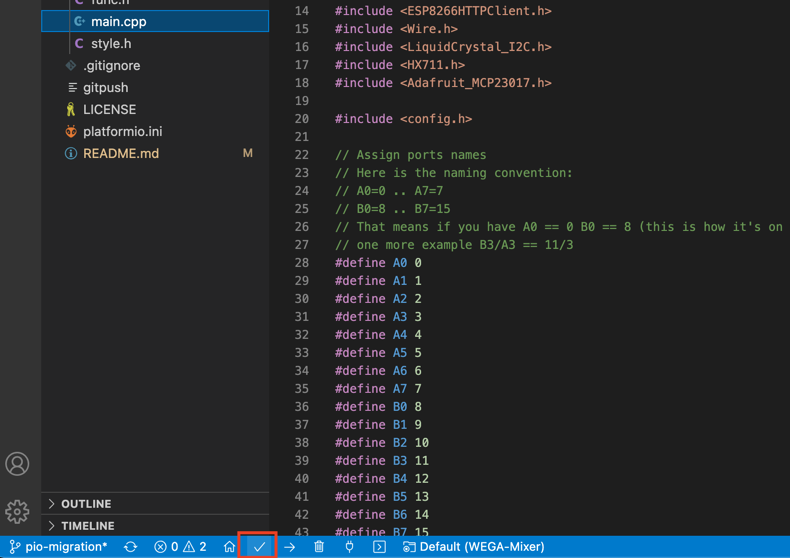 func.h
main.cpp
style.h
.gitignore
gitpush
LICENSE
platformio.ini
README.md M
OUTLINE
TIMELINE
14 #include <ESP8266HTTPClient.h>
15 #include <Wire.h>
16 #include <LiquidCrystal_I2C.h>
17 #include <HX711.h>
18 #include <Adafruit_MCP23017.h>
19
20 #include <config.h>
21
22 // Assign ports names
23 // Here is the naming convention:
24 // A0=0 .. A7=7
25 // B0=8 .. B7=15
26 // That means if you have A0 == 0 B0 == 8 (this is how it's on
27 // one more example B3/A3 == 11/3
28 #define A0 0
29 #define A1 1
30 #define A2 2
31 #define A3 3
32 #define A4 4
33 #define A5 5
34 #define A6 6
35 #define A7 7
36 #define B0 8
37 #define B1 9
38 #define B2 10
39 #define B3 11
40 #define B4 12
41 #define B5 13
42 #define B6 14
43 #define B7 15
pio-migration* 0 2 Default (WEGA-Mixer)